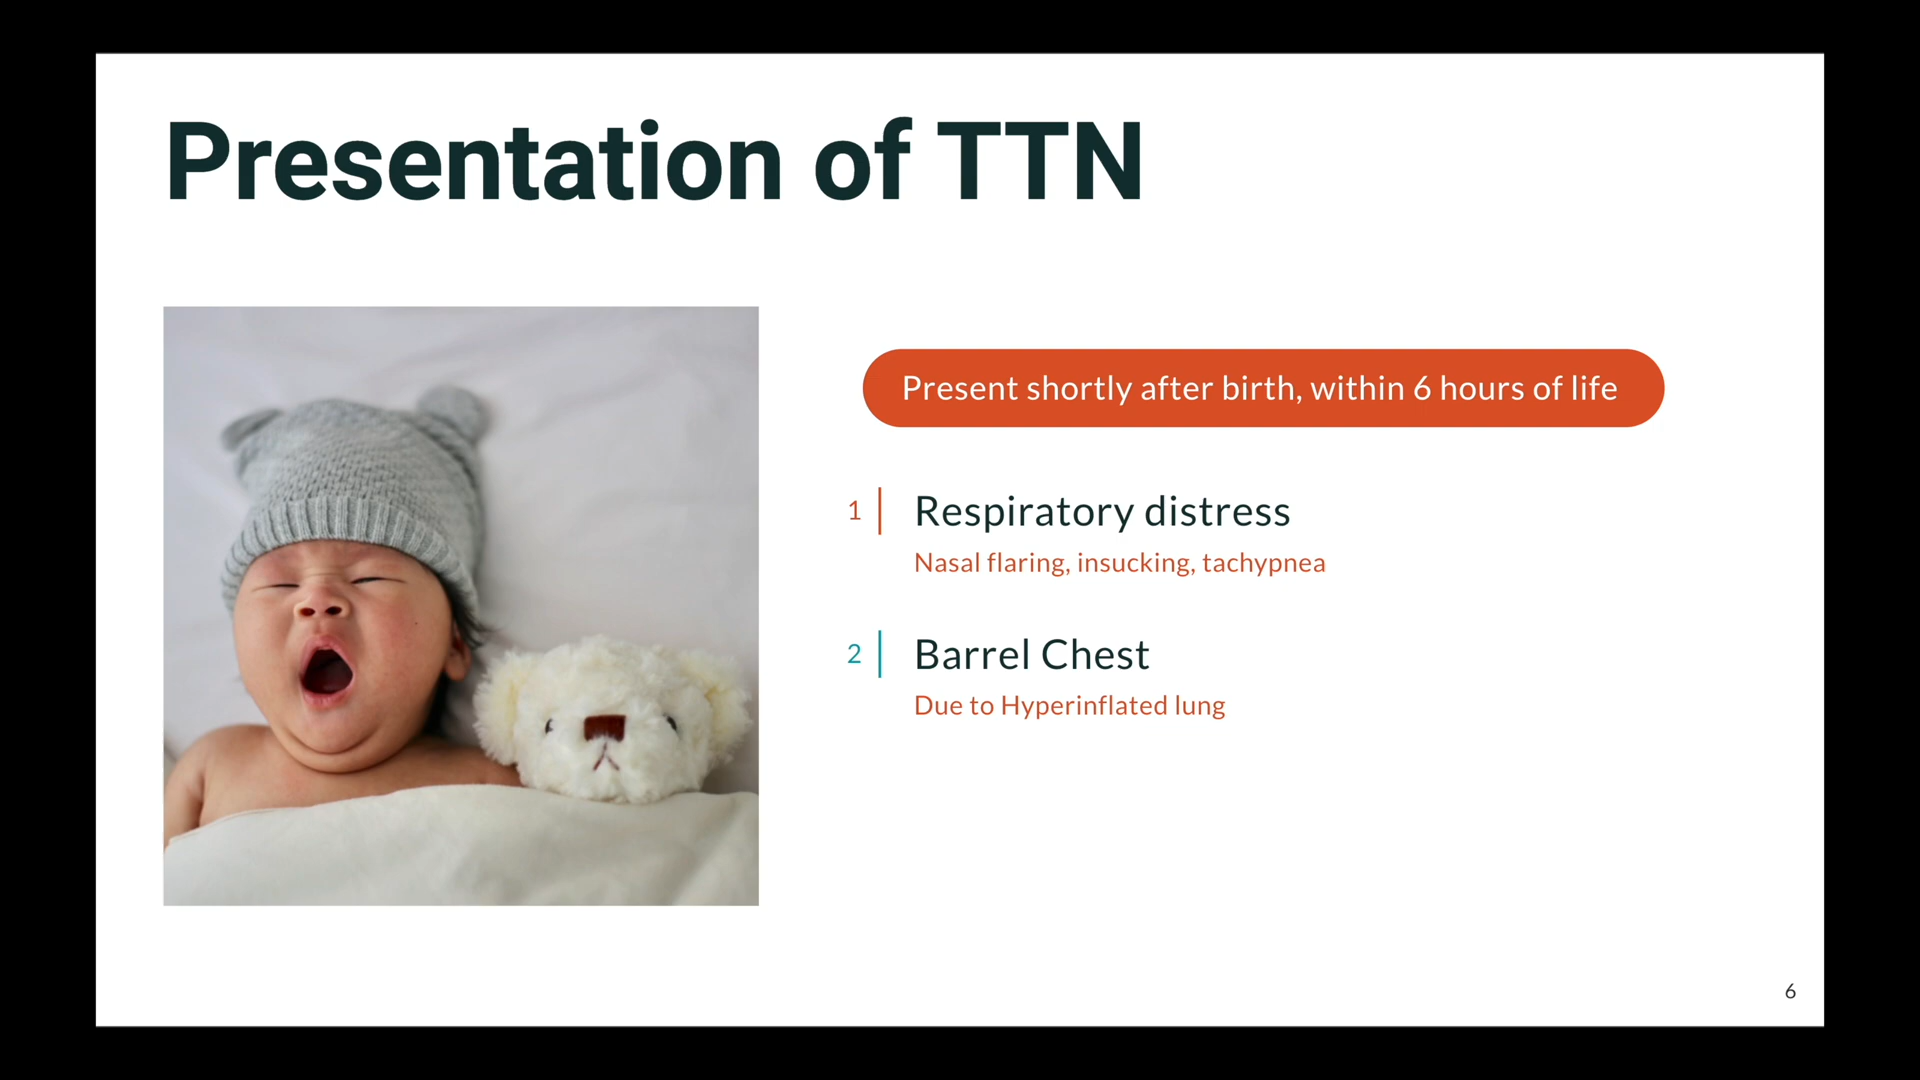 Presentation of TTN
Present shortly after birth, within 6 hours of life
1
Respiratory distress
Nasal flaring, insucking, tachypnea
2
Barrel Chest
Due to Hyperinflated lung
6